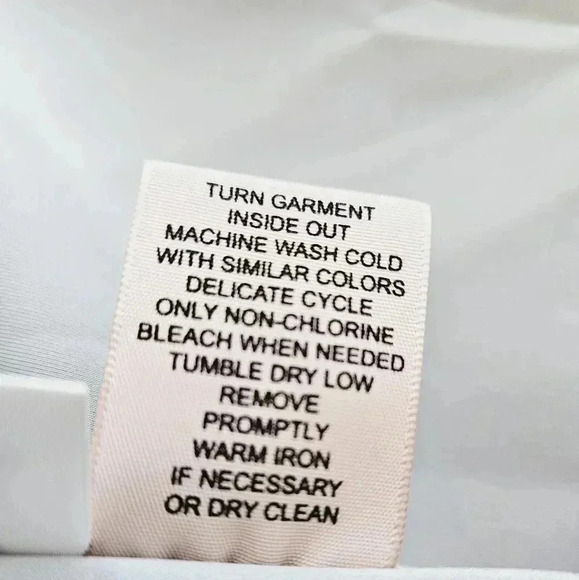 TURN GARMENT
INSIDE OUT
MACHINE WASH COLD
WITH SIMILAR COLORS
DELICATE CYCLE
ONLY NON-CHLORINE
BLEACH WHEN NEEDED
TUMBLE DRY LOW
REMOVE
PROMPTLY
WARM IRON
IF NECESSARY
OR DRY CLEAN